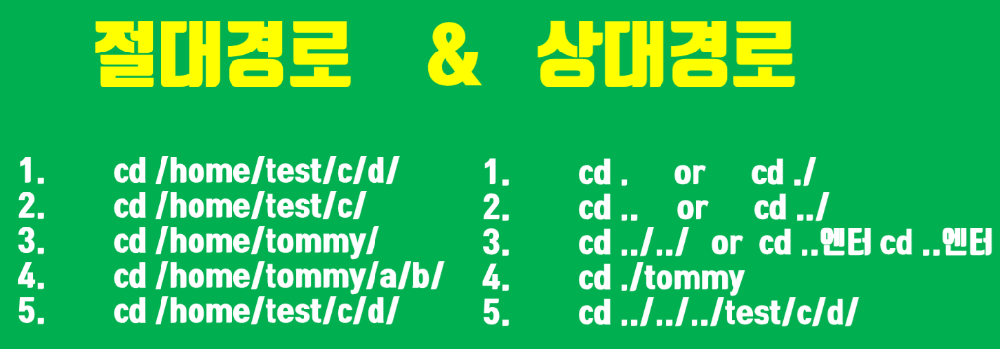 절대경로 & 상대경로
1. cd /home/test/c/d/
2. cd /home/test/c/
3. cd /home/tommy/
4. cd /home/tommy/a/b/
5. cd /home/test/c/d/
1. cd . or cd ./
2. cd .. or cd ../
3. cd ../../ or cd ..엔터 cd ..엔터
4. cd ./tommy
5. cd ../../../test/c/d/